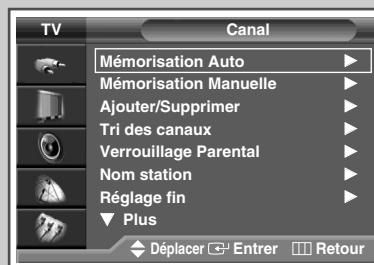 TV Canal
Mémorisation Auto
Mémorisation Manuelle
Ajouter/Supprimer
Tri des canaux
Verrouillage Parental
Nom station
Réglage fin
Plus
Déplacer Entrer Retour